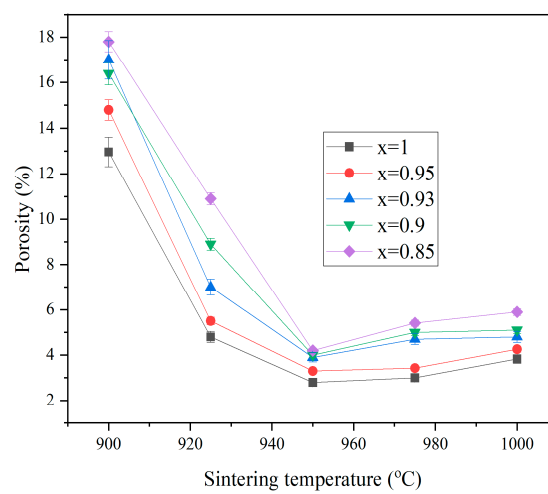 18
16
14
12
10
8
6
4
2
Porosity (%)
x=1
x=0.95
x=0.93
x=0.9
x=0.85
900 920 940 960 980 1000
Sintering temperature (°C)